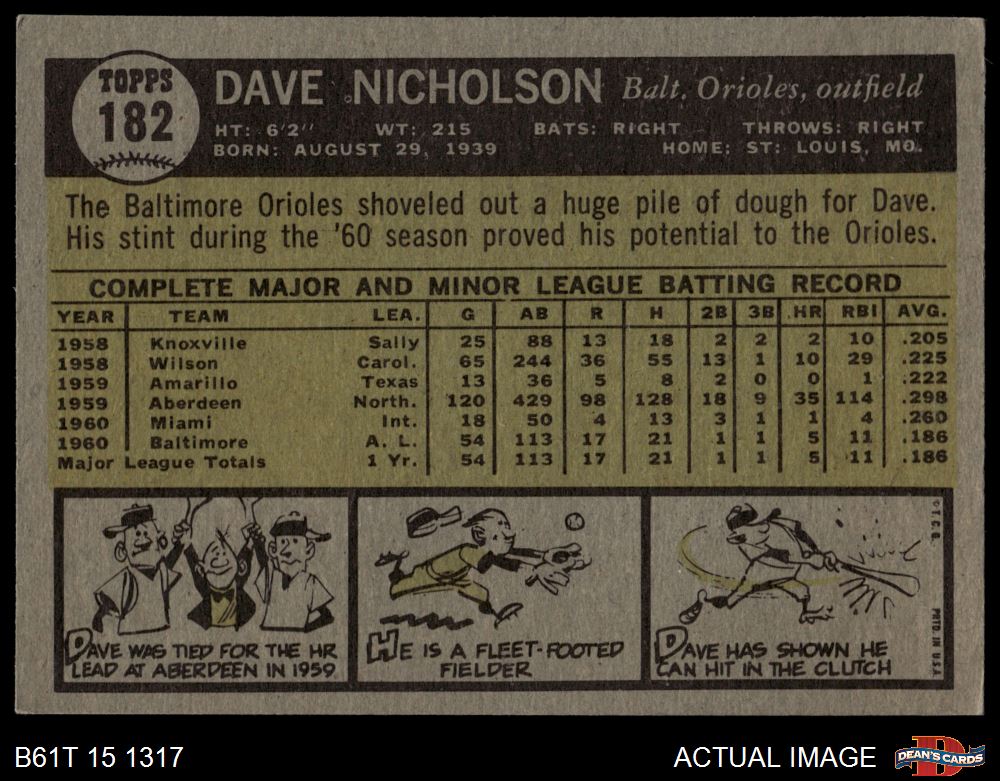 TOPPS
182
DAVE NICHOLSON Balt. Orioles, outfield
HT: 6'2" WT: 215 BATS: RIGHT THROWS: RIGHT
BORN: AUGUST 29, 1939 HOME: ST: LOUIS, MO.
The Baltimore Orioles shoveled out a huge pile of dough for Dave.
His stint during the '60 season proved his potential to the Orioles.
COMPLETE MAJOR AND MINOR LEAGUE BATTING RECORD
YEAR TEAM LEA. G AB R H 2B 3B HR RBI AVG.
1958 Knoxville Sally 25 88 13 18 2 2 2 10 .205
1958 Wilson Carol. 65 244 36 55 13 1 10 29 .225
1959 Amarillo Texas 13 36 5 8 2 0 0 1 .222
1959 Aberdeen North. 120 429 98 128 18 9 35 114 .298
1960 Miami Int. 18 50 4 13 3 1 1 4 .260
1960 Baltimore A. L. 54 113 17 21 1 1 5 11 .186
Major League Totals 1 Yr. 54 113 17 21 1 1 5 11 .186
DAVE WAS TIED FOR THE HR
LEAD AT ABERDEEN IN 1959
HE IS A FLEET-FOOTED
FIELDER
DAVE HAS SHOWN HE
CAN HIT IN THE CLUTCH
© T.C.G.
PRTD. IN U.S.A.
B61T 15 1317
ACTUAL IMAGE
D
DEAN'S CARDS